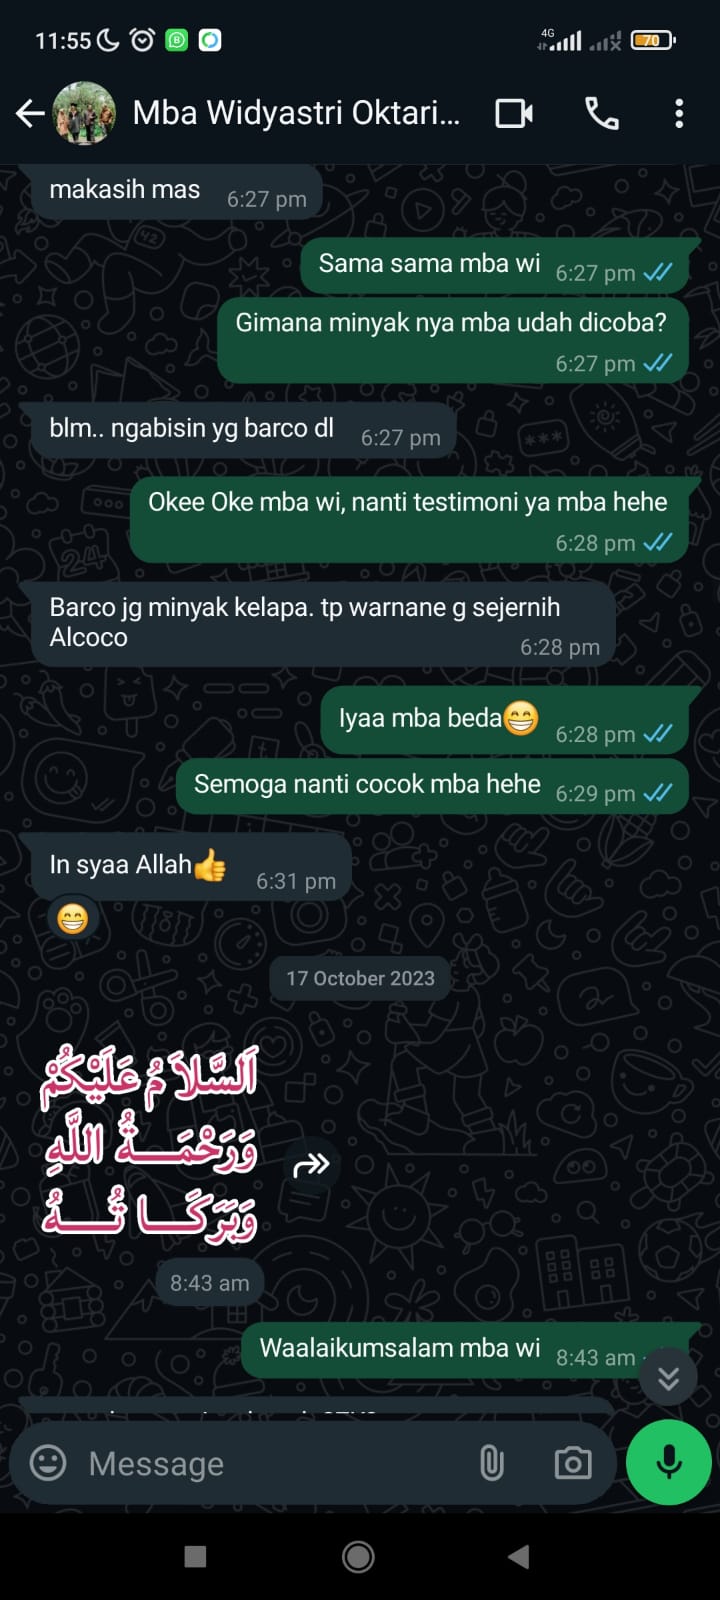 11:55
4G
70
Mba Widyastri Oktari...
makasih mas 6:27 pm
Sama sama mba wi 6:27 pm
Gimana minyak nya mba udah dicoba?
6:27 pm
blm.. ngabisin yg barco dl 6:27 pm
Okee Oke mba wi, nanti testimoni ya mba hehe
6:28 pm
Barco jg minyak kelapa. tp warnane g sejernih
Alcoco 6:28 pm
Iyaa mba beda😁 6:28 pm
Semoga nanti cocok mba hehe 6:29 pm
In syaa Allah👍 6:31 pm
😁
17 October 2023
اَلسَّلاَ مُ عَلَيْكُمْ
وَرَحْمَـــةُ اللَّهِ
وَبَرَكَـــا تُـــهُ
8:43 am
Waalaikumsalam mba wi 8:43 am
Message